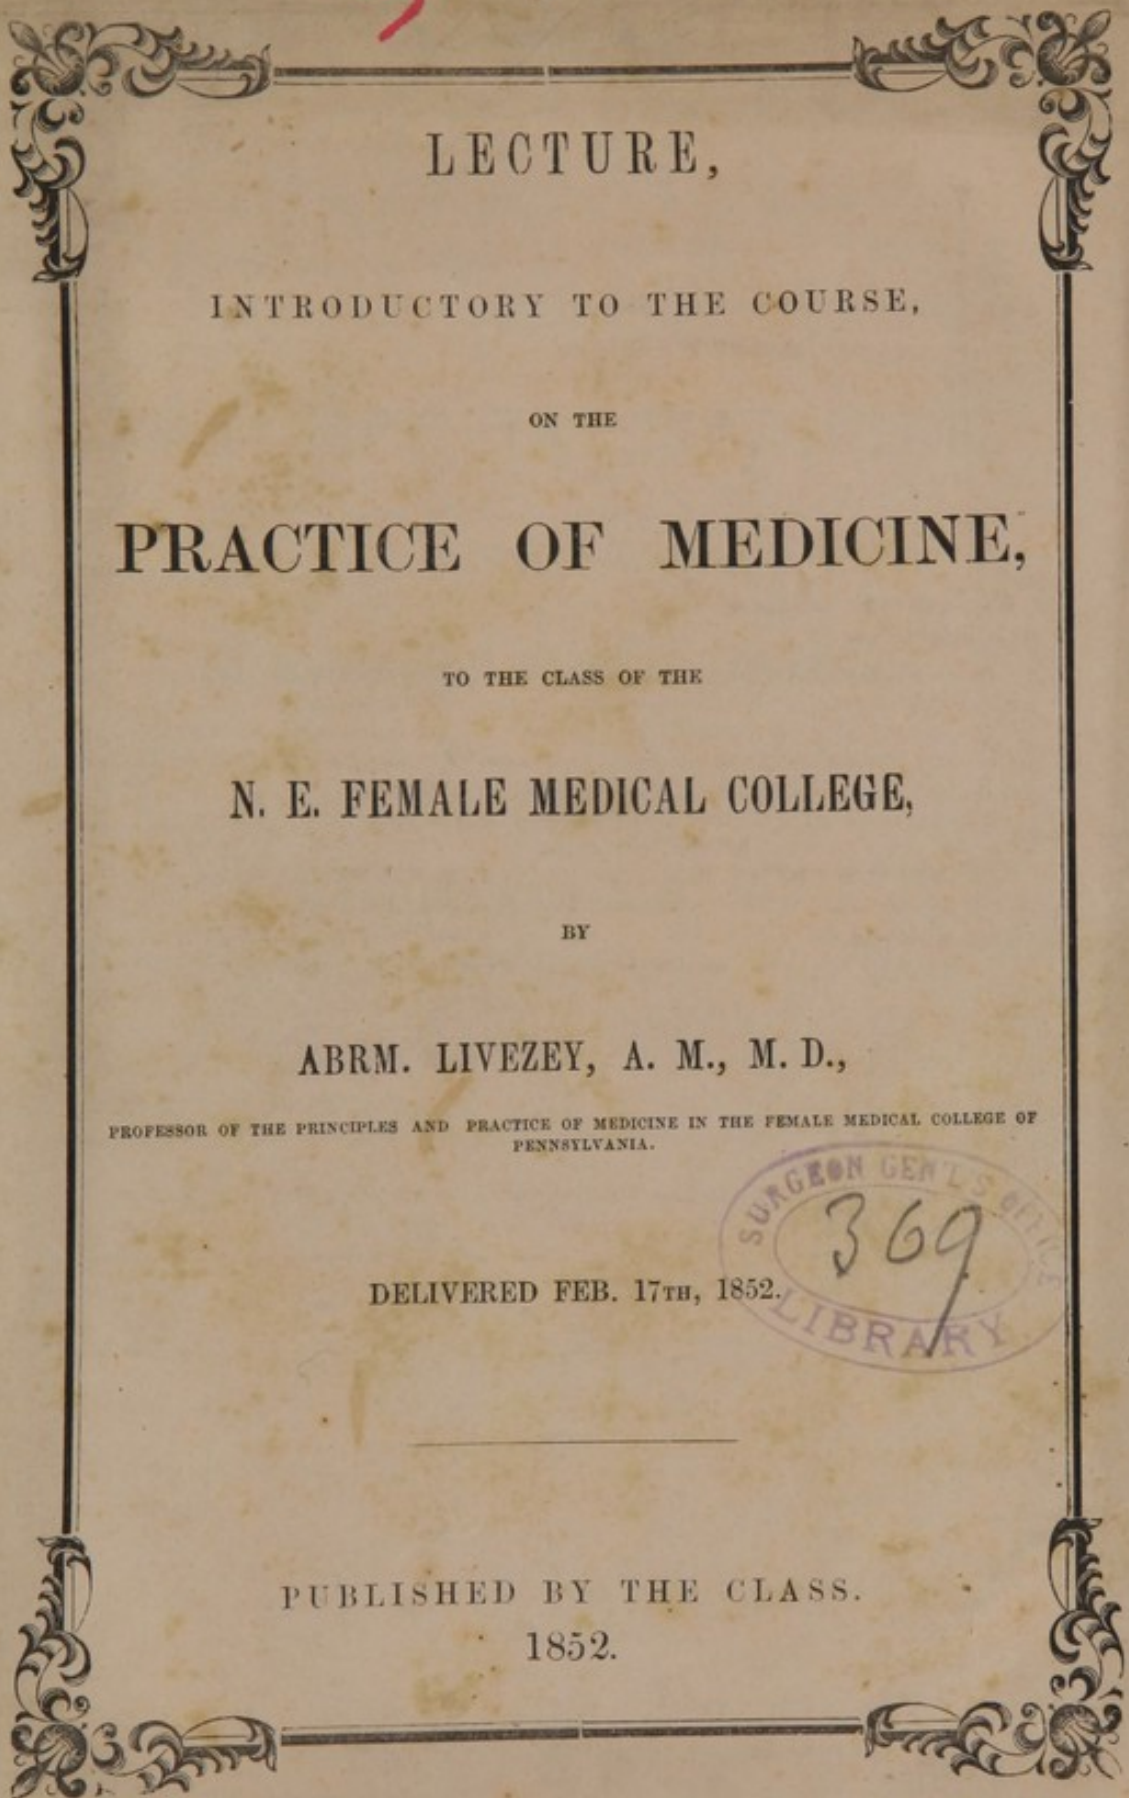 LECTURE,
INTRODUCTORY TO THE COURSE,
ON THE
PRACTICE OF MEDICINE,
TO THE CLASS OF THE
N. E. FEMALE MEDICAL COLLEGE,
BY
ABRM. LIVEZEY, A. M., M. D.,
PROFESSOR OF THE PRINCIPLES AND PRACTICE OF MEDICINE IN THE FEMALE MEDICAL COLLEGE OF
PENNSYLVANIA.
SURGEON GEN'L'S OFFICE
369
LIBRARY
DELIVERED FEB. 17TH, 1852.
PUBLISHED BY THE CLASS.
1852.